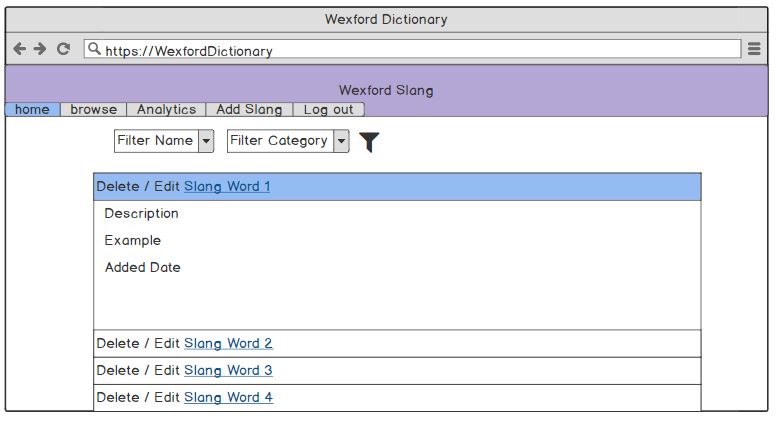 Wexford Dictionary
https://WexfordDictionary
Wexford Slang
home browse Analytics Add Slang Log out
Filter Name Filter Category
Delete / Edit Slang Word 1
Description
Example
Added Date
Delete / Edit Slang Word 2
Delete / Edit Slang Word 3
Delete / Edit Slang Word 4